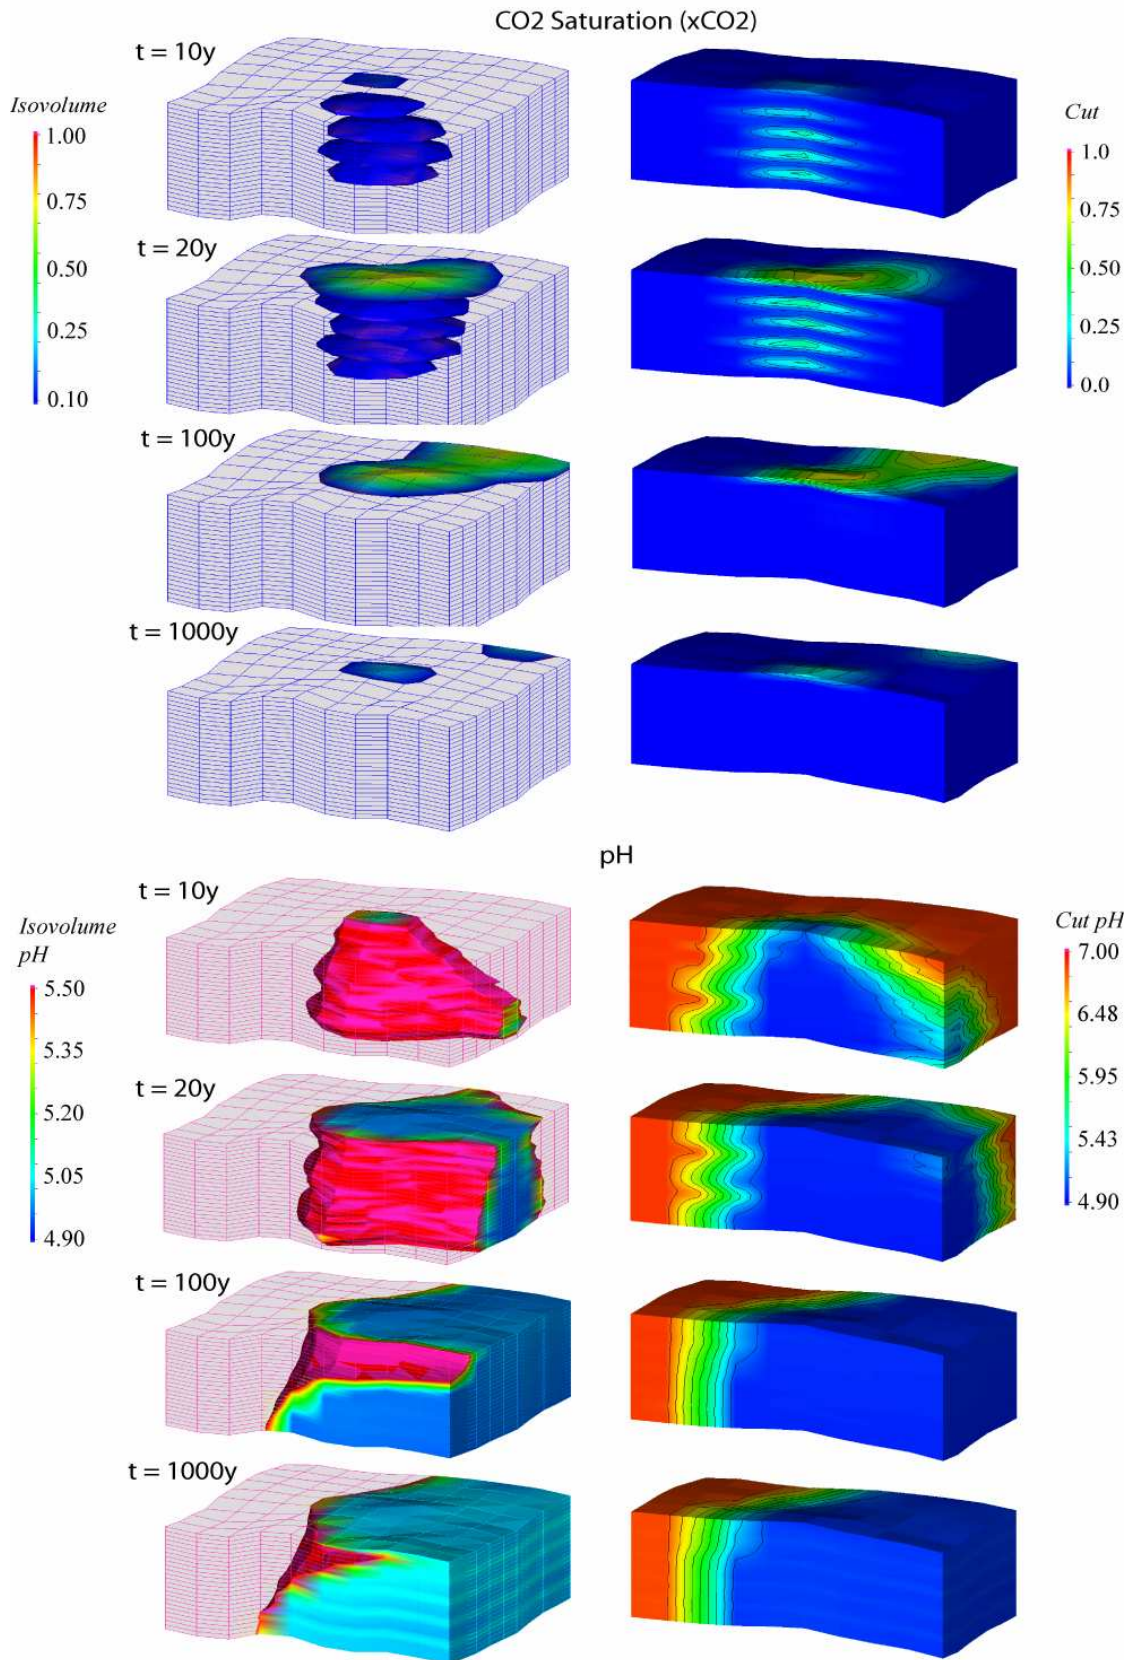 CO2 Saturation (xCO2)
t = 10y
Isovolume
1.00
0.75
0.50
0.25
0.10
Cut
1.0
0.75
0.50
0.25
0.0
t = 20y
t = 100y
t = 1000y
pH
t = 10y
Isovolume
pH
5.50
5.35
5.20
5.05
4.90
Cut pH
7.00
6.48
5.95
5.43
4.90
t = 20y
t = 100y
t = 1000y